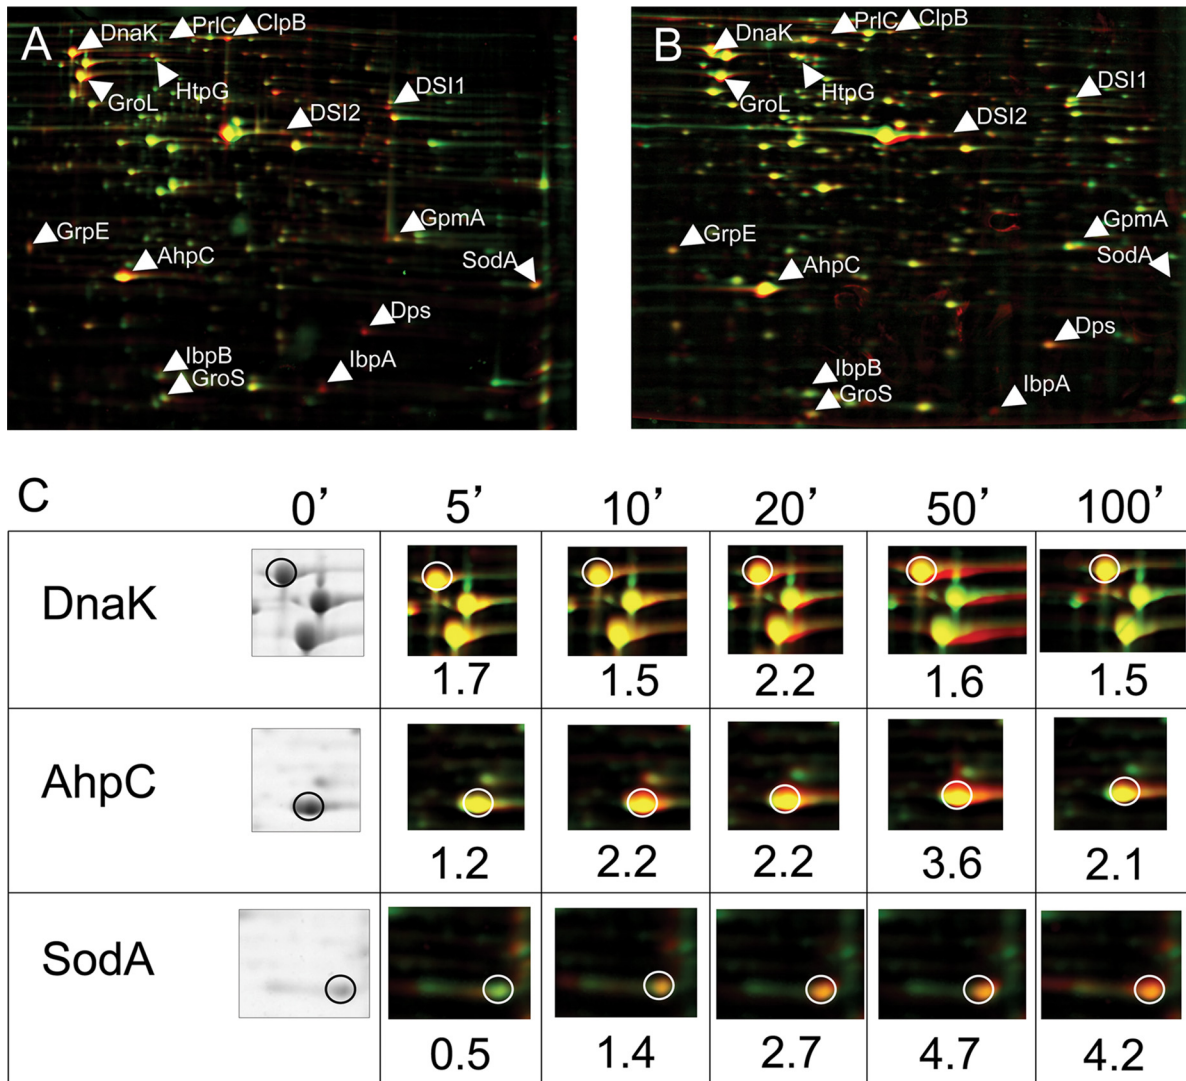 A
DnaK
PrlC
ClpB
GroL
HtpG
DSI1
DSI2
GrpE
GpmA
AhpC
SodA
Dps
IbpB
GroS
IbpA
B
DnaK
PrlC
ClpB
GroL
HtpG
DSI1
DSI2
GrpE
GpmA
AhpC
SodA
Dps
IbpB
GroS
IbpA
C
0’ 5’ 10’ 20’ 50’ 100’
DnaK
1.7 1.5 2.2 1.6 1.5
AhpC
1.2 2.2 2.2 3.6 2.1
SodA
0.5 1.4 2.7 4.7 4.2